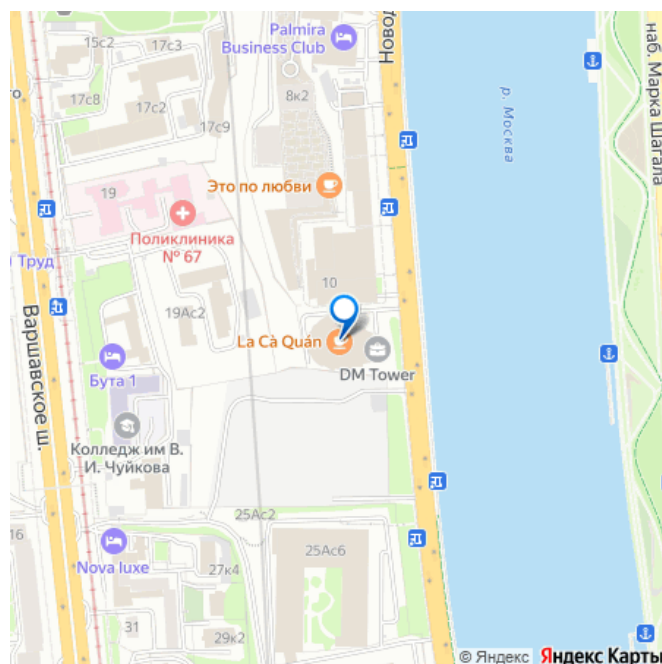 Palmira
Business Club
15с2
17с3
17с8
17с2
17с9
8к2
Новод
р. Москва
наб. Марка Шагала
го
19
Это по любви
Поликлиника
№ 67
Труд
10
19Ас2
La Cà Quán
DM Tower
Варшавское ш.
Бута 1
Колледж им В.
И. Чуйкова
25Ас2
16
25Ас6
Nova luxe
27к4
31
29к2
© Яндекс Яндекс Карты